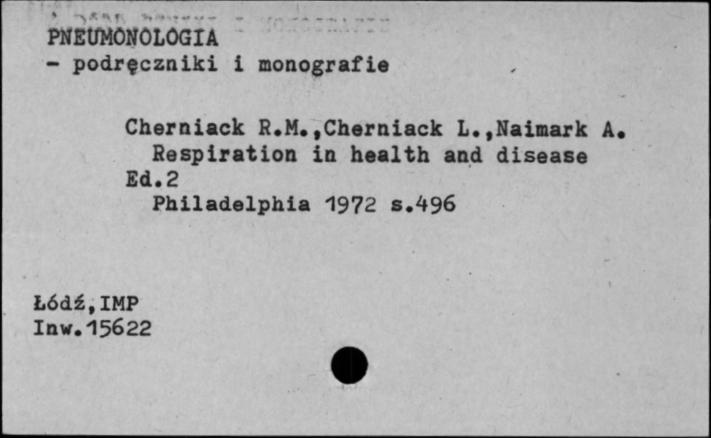 PNEUMONOLOGIA
- podręczniki i monografie
Cherniack R.M.,Cherniack L.,Naimark A.
Respiration in health and disease
Ed.2
Philadelphia 1972 s.496
Łódź,IMP
Inw.15622